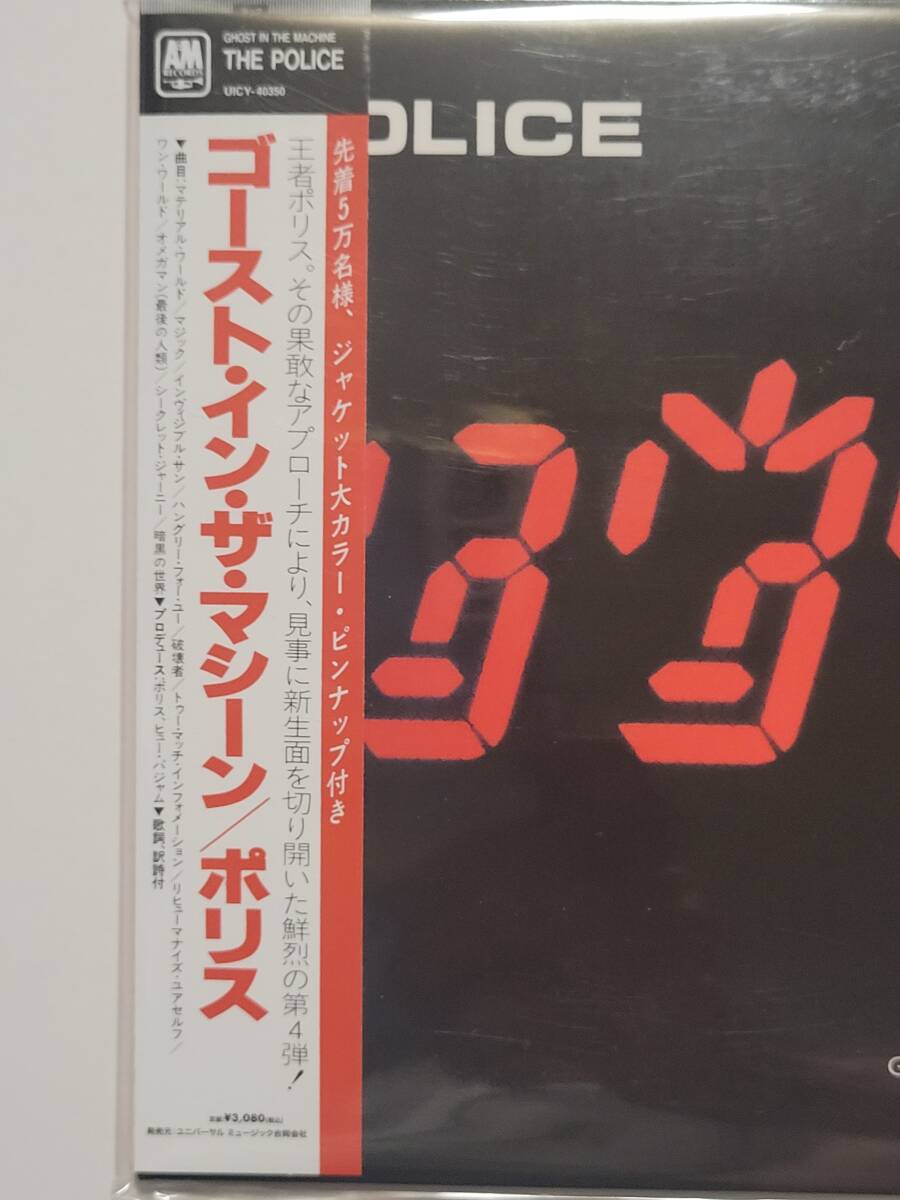 A&M
RECORDS
GHOST IN THE MACHINE
THE POLICE
UICY-40350
OLICE
先着5万名様、ジャケット大カラー・ピンナップ付き
王者ポリス。その果敢なアプローチにより、見事に新生面を切り開いた鮮烈の第4弾!
ゴースト・イン・ザ・マシーン/ポリス
▼曲目:マテリアル・ワールド/マジック/インヴィジブル・サン/ハングリー・フォー・ユー/破壊者/トゥー・マッチ・インフォメーション/リヒューマナイズ・ユアセルフ/
ワン・ワールド/オメガマン(最後の人類)/シークレット・ジャーニー/暗黒の世界▼プロデュース:ポリス、ヒュー・パジャム▼歌詞、訳詩付
定価¥3,080(税込)
発売元:ユニバーサル ミュージック合同会社
G